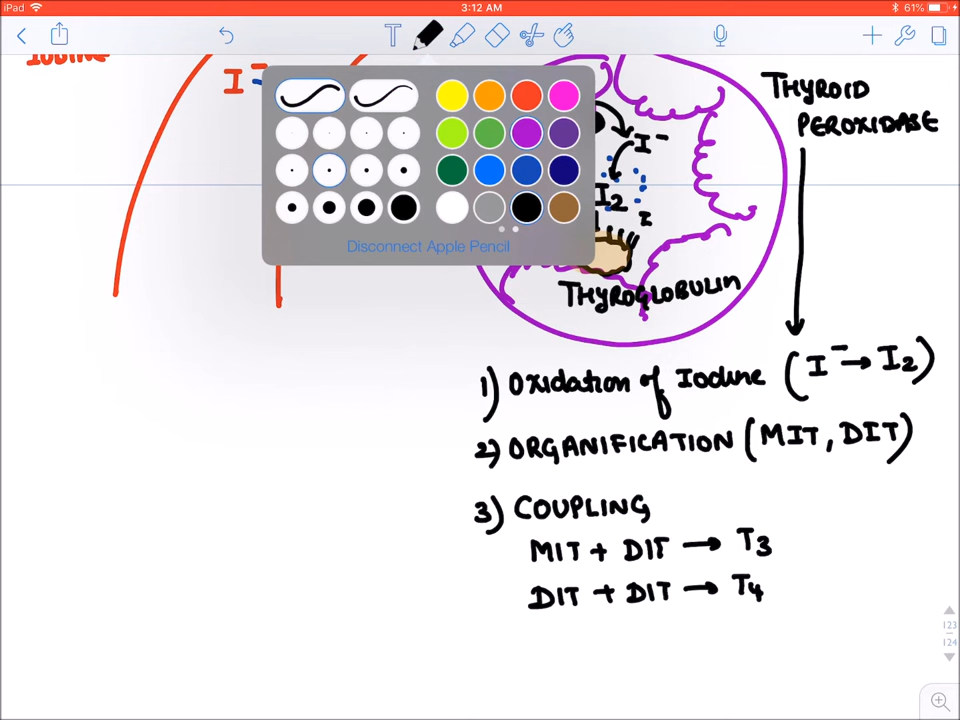 iPad
3:12 AM
61%
T
IODINE
I⁻
Disconnect Apple Pencil
THYROID
PEROXIDASE
I⁻
I2
I
THYROGLOBULIN
1) Oxidation of Iodine (I⁻ → I2)
2) ORGANIFICATION (MIT, DIT)
3) COUPLING
MIT + DIT → T3
DIT + DIT → T4
123
124